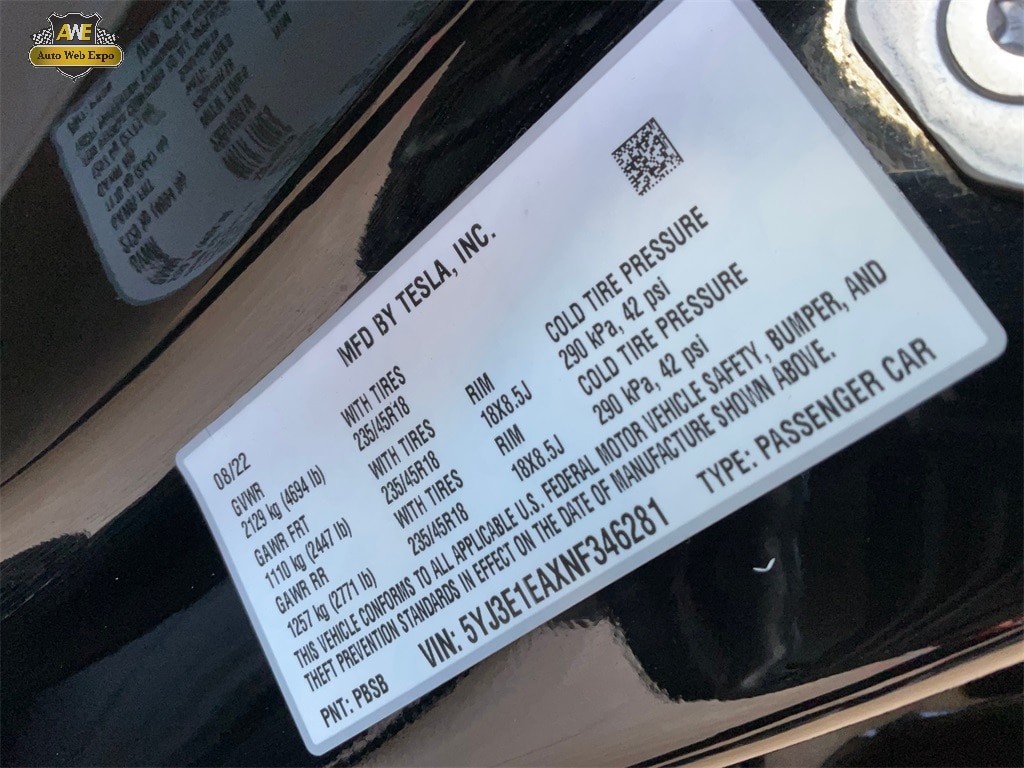 AWE
Auto Web Expo
MFD BY TESLA, INC.
08/22
GVWR WITH TIRES RIM COLD TIRE PRESSURE
2129 kg (4694 lb) 235/45R18 18X8.5J 290 kPa, 42 psi
GAWR FRT WITH TIRES RIM COLD TIRE PRESSURE
1110 kg (2447 lb) 235/45R18 18X8.5J 290 kPa, 42 psi
GAWR RR WITH TIRES
1257 kg (2771 lb) 235/45R18
THIS VEHICLE CONFORMS TO ALL APPLICABLE U.S. FEDERAL MOTOR VEHICLE SAFETY, BUMPER, AND
THEFT PREVENTION STANDARDS IN EFFECT ON THE DATE OF MANUFACTURE SHOWN ABOVE.
VIN: 5YJ3E1EAXNF346281 TYPE: PASSENGER CAR
PNT: PBSB